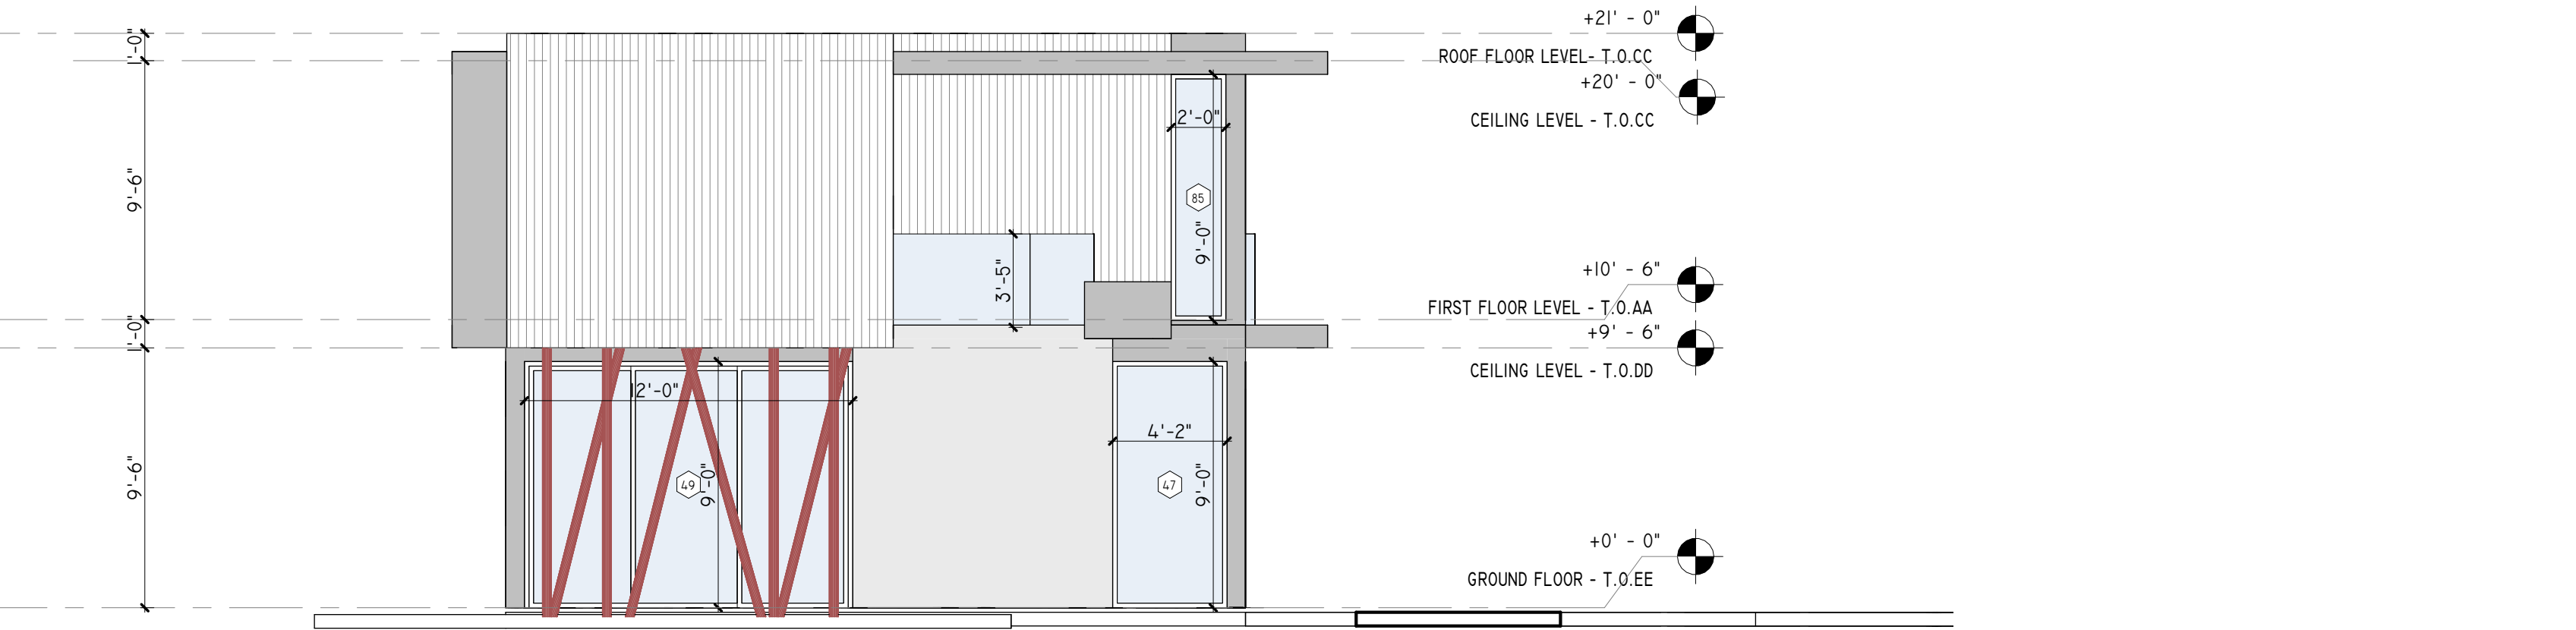 +21' - 0"
1'-0"
ROOF FLOOR LEVEL- T.O.CC
+20' - 0"
2'-0"
CEILING LEVEL - T.O.CC
9'-6"
85
9'-0"
+10' - 6"
3'-5"
FIRST FLOOR LEVEL - T.O.AA
1'-0"
+9' - 6"
CEILING LEVEL - T.O.DD
12'-0"
4'-2"
9'-6"
49
9'-0"
47
9'-0"
+0' - 0"
GROUND FLOOR - T.O.EE